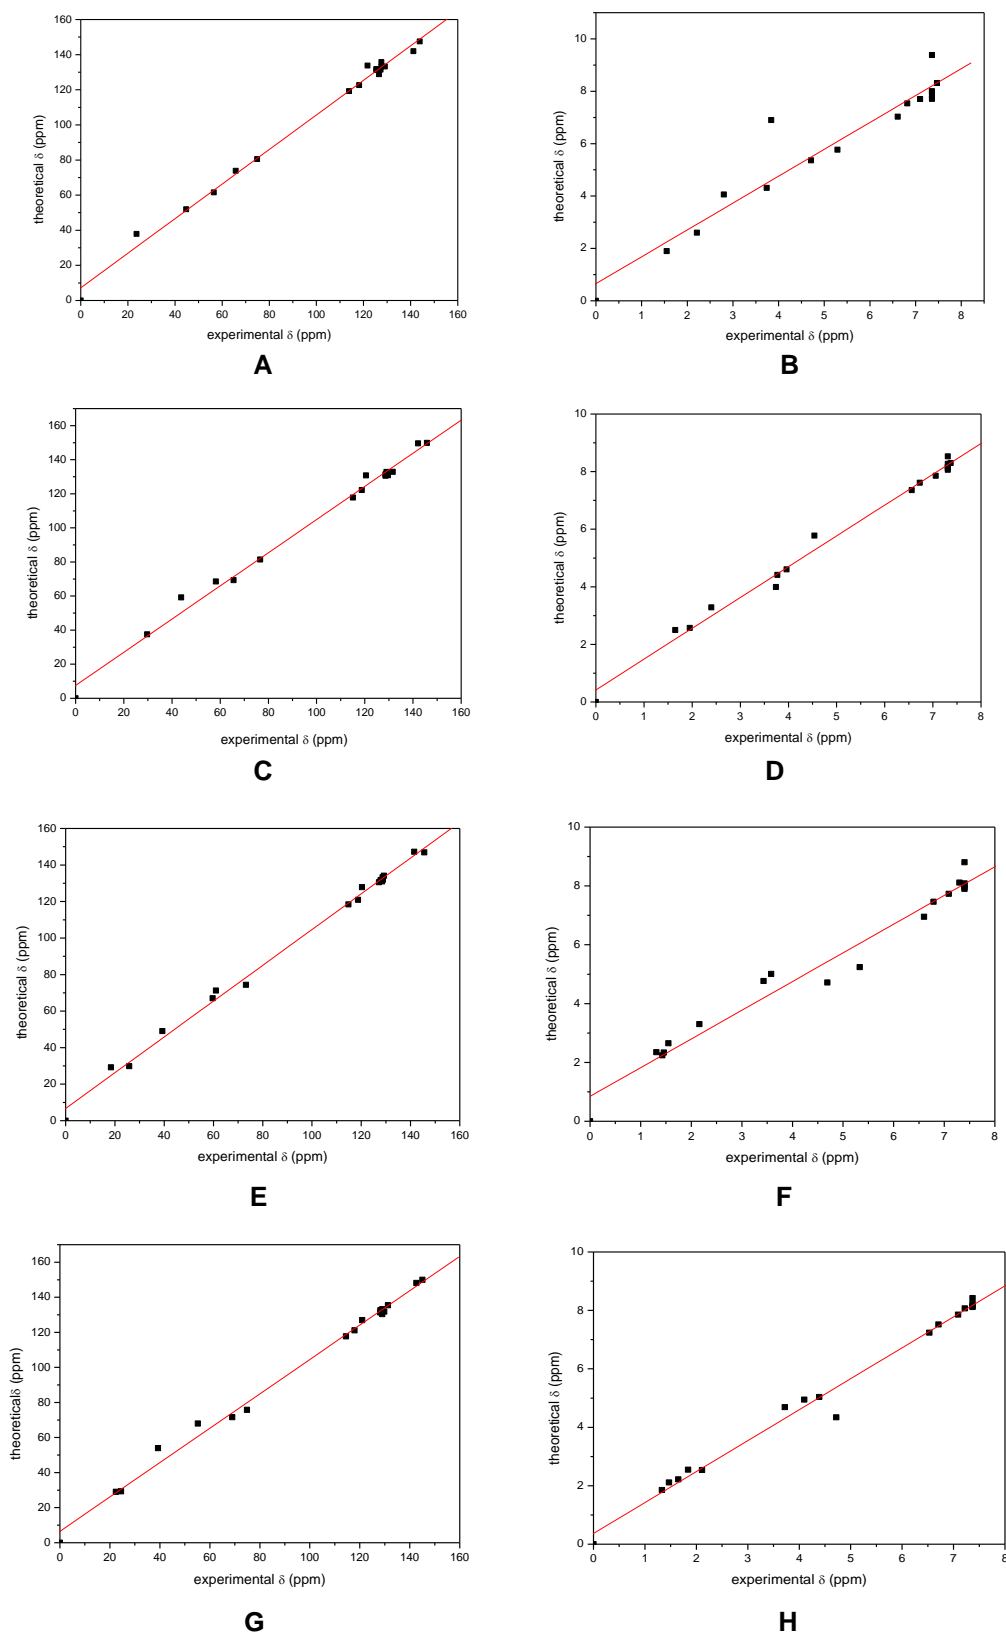 160
140
120
100
80
60
40
20
0
theoretical δ (ppm)
0 20 40 60 80 100 120 140 160
experimental δ (ppm)
A
10
8
6
4
2
0
theoretical δ (ppm)
0 1 2 3 4 5 6 7 8
experimental δ (ppm)
B
160
140
120
100
80
60
40
20
0
theoretical δ (ppm)
0 20 40 60 80 100 120 140 160
experimental δ (ppm)
C
10
8
6
4
2
0
theoretical δ (ppm)
0 1 2 3 4 5 6 7 8
experimental δ (ppm)
D
160
140
120
100
80
60
40
20
0
theoretical δ (ppm)
0 20 40 60 80 100 120 140 160
experimental δ (ppm)
E
10
8
6
4
2
0
theoretical δ (ppm)
0 1 2 3 4 5 6 7 8
experimental δ (ppm)
F
160
140
120
100
80
60
40
20
0
theoreticalδ (ppm)
0 20 40 60 80 100 120 140 160
experimental δ (ppm)
G
10
8
6
4
2
0
theoretical δ (ppm)
0 1 2 3 4 5 6 7 8
experimental δ (ppm)
H